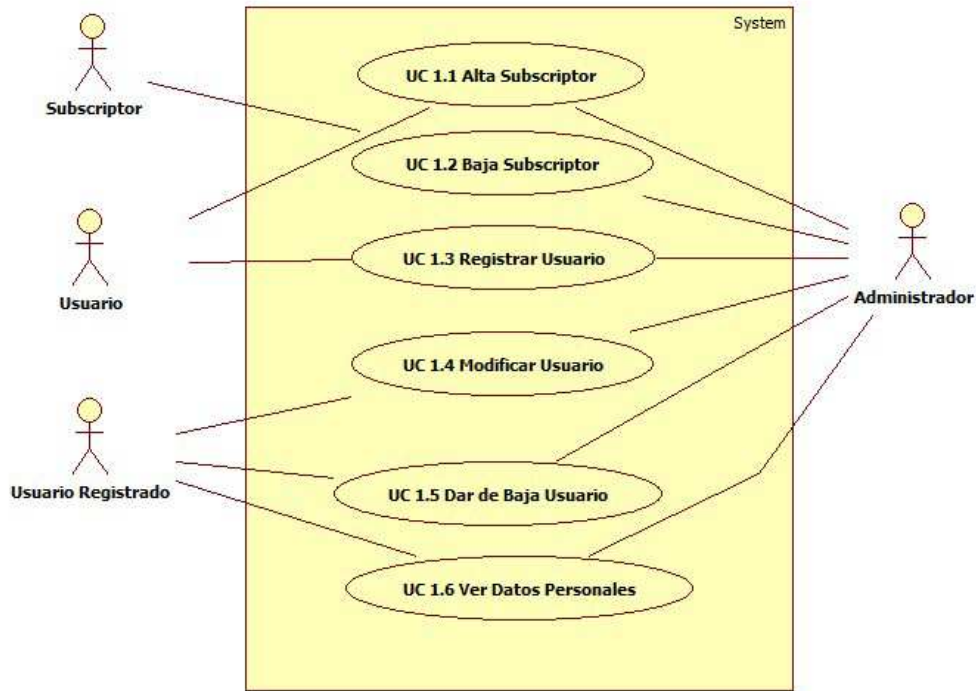 System
UC 1.1 Alta Subscriptor
Subscriptor
UC 1.2 Baja Subscriptor
UC 1.3 Registrar Usuario
Usuario
Administrador
UC 1.4 Modificar Usuario
Usuario Registrado
UC 1.5 Dar de Baja Usuario
UC 1.6 Ver Datos Personales